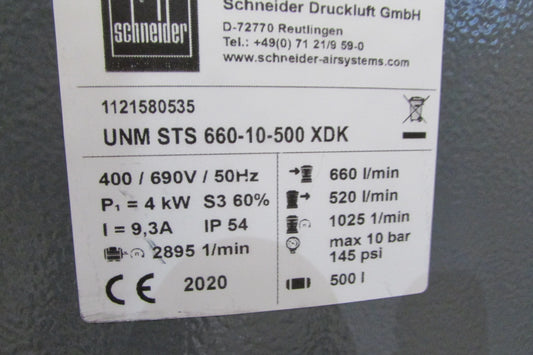 schneider
Schneider Druckluft GmbH
D-72770 Reutlingen
Tel.: +49(0) 71 21/9 59-0
www.schneider-airsystems.com
1121580535
UNM STS 660-10-500 XDK
400 / 690V / 50Hz
P₁ = 4 kW S3 60%
I = 9,3A IP 54
2895 1/min
CE 2020
660 l/min
520 l/min
1025 1/min
max 10 bar
145 psi
500 l